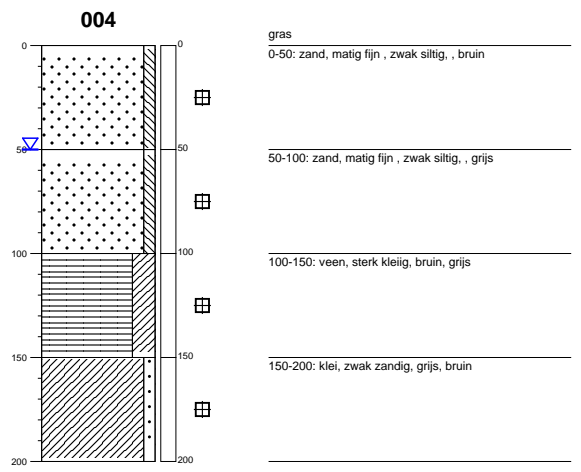 004
gras
0
0
0-50: zand, matig fijn , zwak siltig, , bruin
50
50
50-100: zand, matig fijn , zwak siltig, , grijs
100
100
100-150: veen, sterk kleiig, bruin, grijs
150
150
150-200: klei, zwak zandig, grijs, bruin
200
200